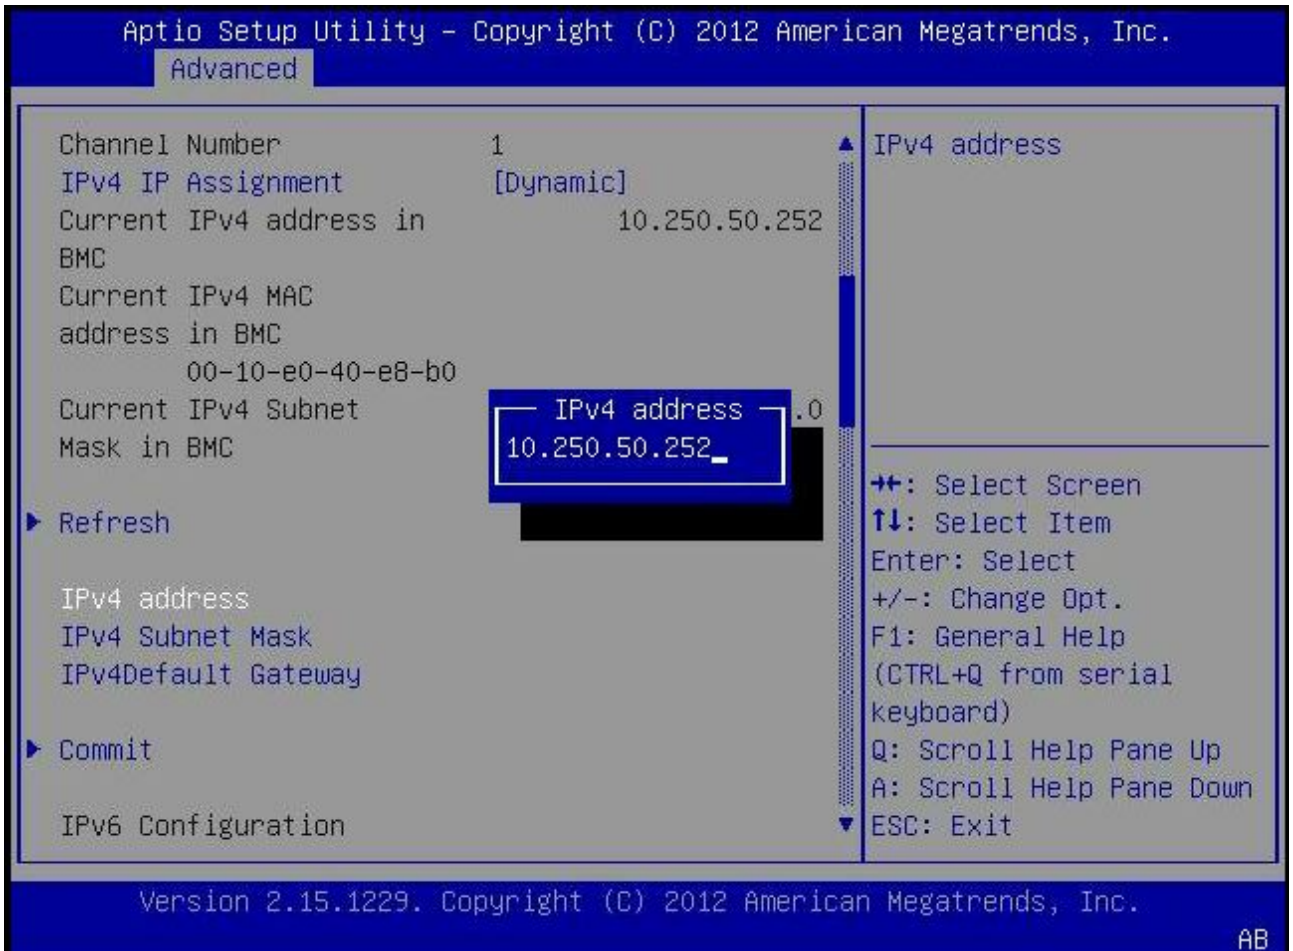 Aptio Setup Utility – Copyright (C) 2012 American Megatrends, Inc.
Advanced
Channel Number 1
IPv4 IP Assignment [Dynamic]
Current IPv4 address in 10.250.50.252
BMC
Current IPv4 MAC
address in BMC
00-10-e0-40-e8-b0
Current IPv4 Subnet .0
Mask in BMC
IPv4 address
10.250.50.252_
Refresh
IPv4 address
IPv4 Subnet Mask
IPv4Default Gateway
Commit
IPv6 Configuration
IPv4 address
→←: Select Screen
↑↓: Select Item
Enter: Select
+/-: Change Opt.
F1: General Help
(CTRL+Q from serial
keyboard)
Q: Scroll Help Pane Up
A: Scroll Help Pane Down
ESC: Exit
Version 2.15.1229. Copyright (C) 2012 American Megatrends, Inc.
AB